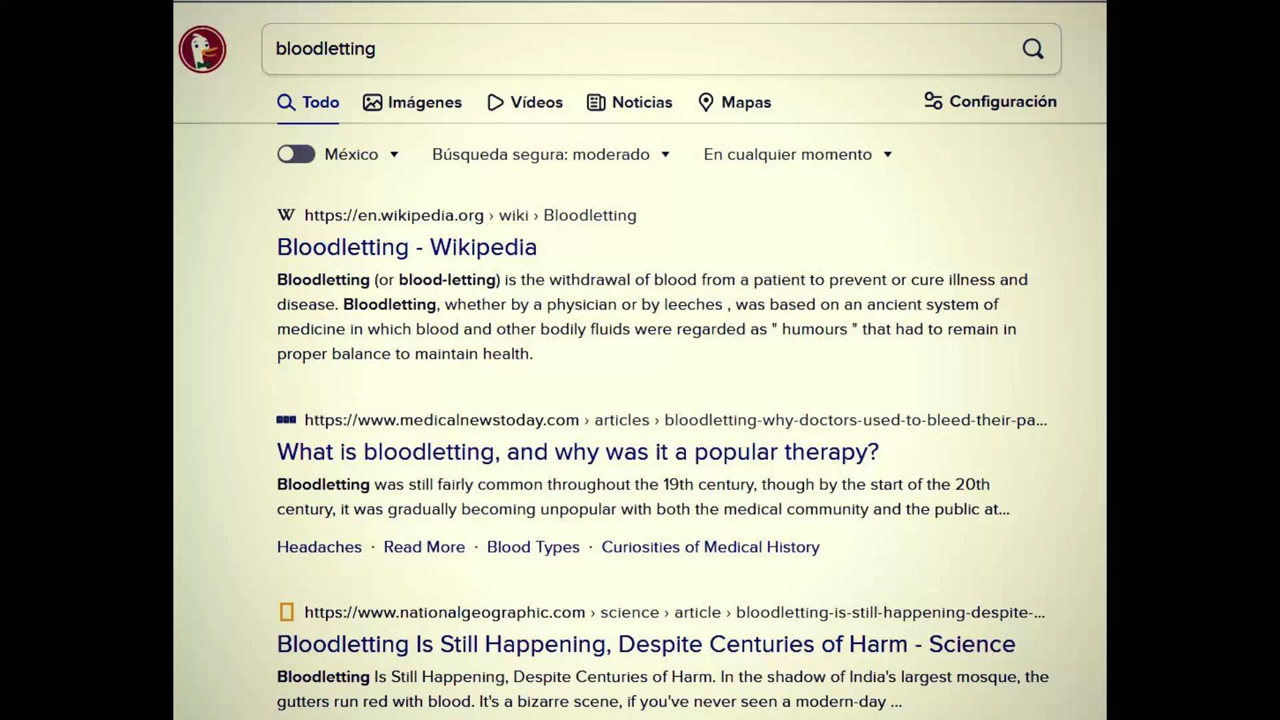 bloodletting
Todo Imágenes Vídeos Noticias Mapas Configuración
México Búsqueda segura: moderado En cualquier momento
W https://en.wikipedia.org › wiki › Bloodletting
Bloodletting - Wikipedia
Bloodletting (or blood-letting) is the withdrawal of blood from a patient to prevent or cure illness and
disease. Bloodletting, whether by a physician or by leeches , was based on an ancient system of
medicine in which blood and other bodily fluids were regarded as " humours " that had to remain in
proper balance to maintain health.
https://www.medicalnewstoday.com › articles › bloodletting-why-doctors-used-to-bleed-their-pa...
What is bloodletting, and why was it a popular therapy?
Bloodletting was still fairly common throughout the 19th century, though by the start of the 20th
century, it was gradually becoming unpopular with both the medical community and the public at...
Headaches · Read More · Blood Types · Curiosities of Medical History
https://www.nationalgeographic.com › science › article › bloodletting-is-still-happening-despite-...
Bloodletting Is Still Happening, Despite Centuries of Harm - Science
Bloodletting Is Still Happening, Despite Centuries of Harm. In the shadow of India's largest mosque, the
gutters run red with blood. It's a bizarre scene, if you've never seen a modern-day ...